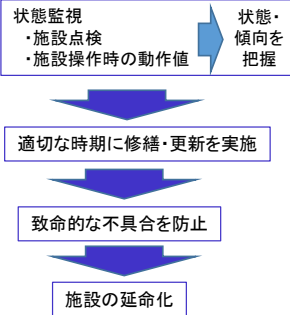 状態監視
・施設点検
・施設操作時の動作値
状態・
傾向を
把握
適切な時期に修繕・更新を実施
致命的な不具合を防止
施設の延命化